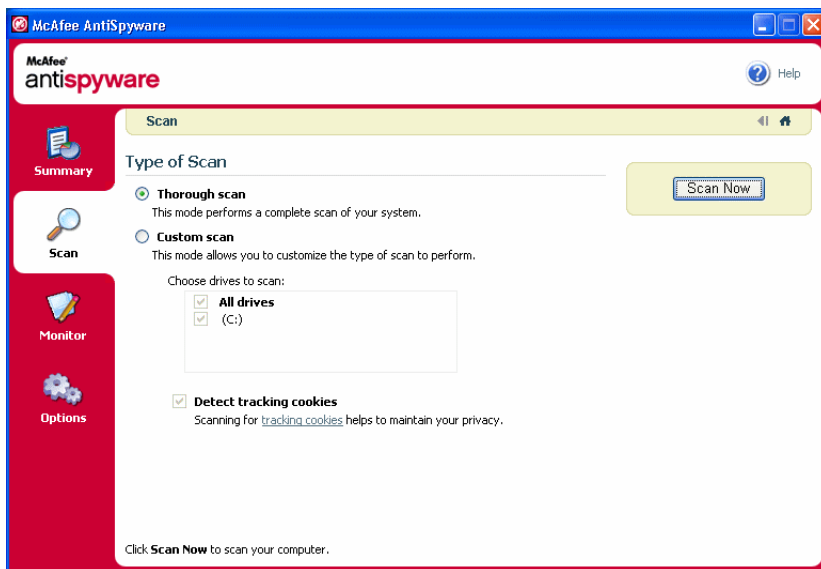 McAfee AntiSpyware
McAfee®
antispyware
Help
Summary
Scan
Monitor
Options
Scan
Type of Scan
Thorough scan
This mode performs a complete scan of your system.
Custom scan
This mode allows you to customize the type of scan to perform.
Choose drives to scan:
All drives
(C:)
Detect tracking cookies
Scanning for tracking cookies helps to maintain your privacy.
Scan Now
Click Scan Now to scan your computer.